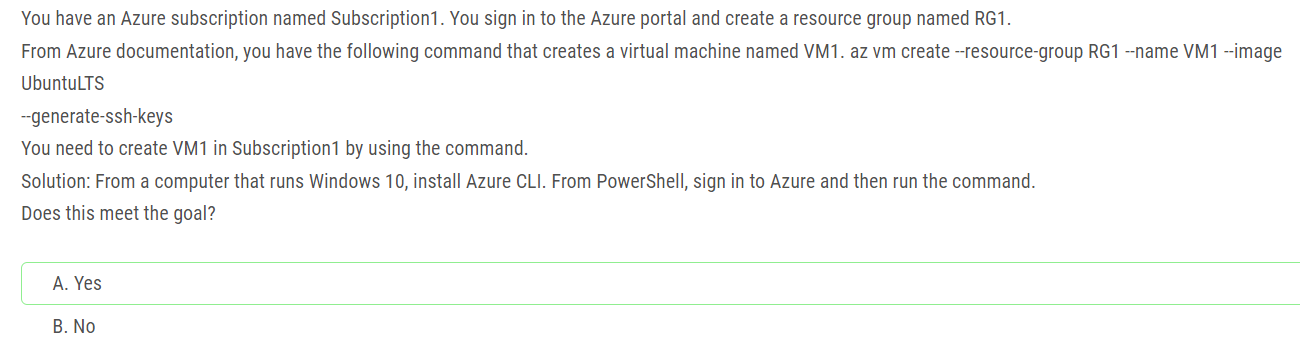 You have an Azure subscription named Subscription1. You sign in to the Azure portal and create a resource group named RG1.
From Azure documentation, you have the following command that creates a virtual machine named VM1. az vm create --resource-group RG1 --name VM1 --image
UbuntuLTS
--generate-ssh-keys
You need to create VM1 in Subscription1 by using the command.
Solution: From a computer that runs Windows 10, install Azure CLI. From PowerShell, sign in to Azure and then run the command.
Does this meet the goal?
A. Yes
B. No